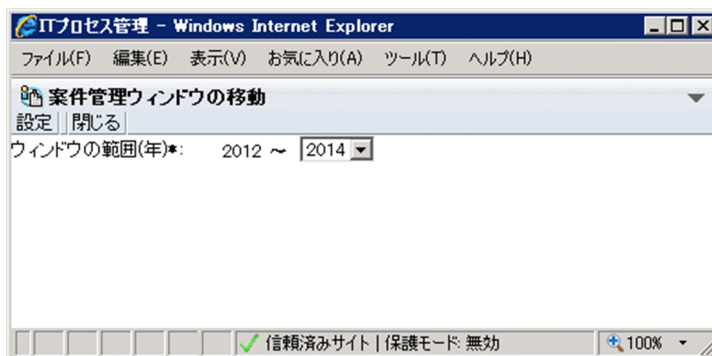 ITプロセス管理 - Windows Internet Explorer
ファイル(F) 編集(E) 表示(V) お気に入り(A) ツール(T) ヘルプ(H)
案件管理ウィンドウの移動
設定 閉じる
ウィンドウの範囲(年)*: 2012 ～ 2014
信頼済みサイト | 保護モード: 無効 100%